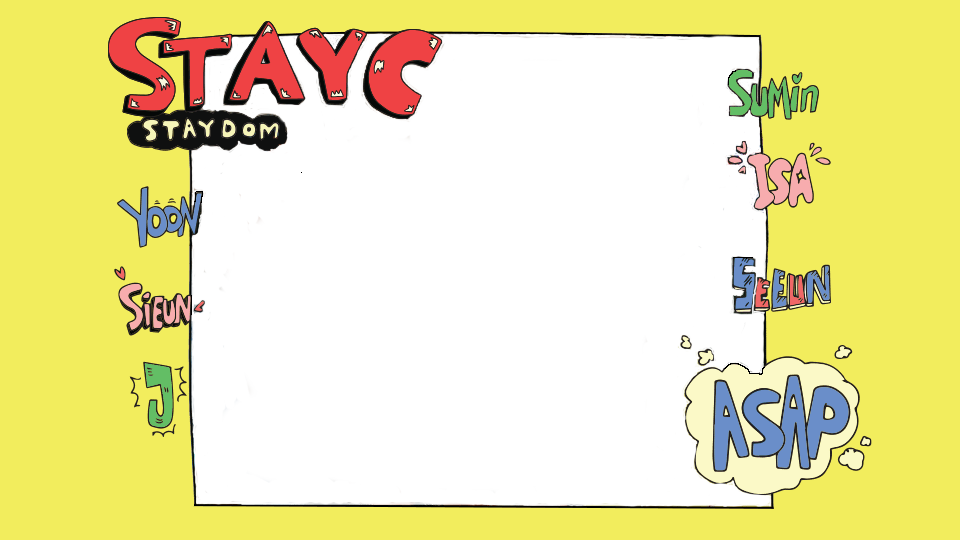 STAYC
STAYDOM
YOON
SiEUN
J
SuMin
ISA
SEEUN
ASAP